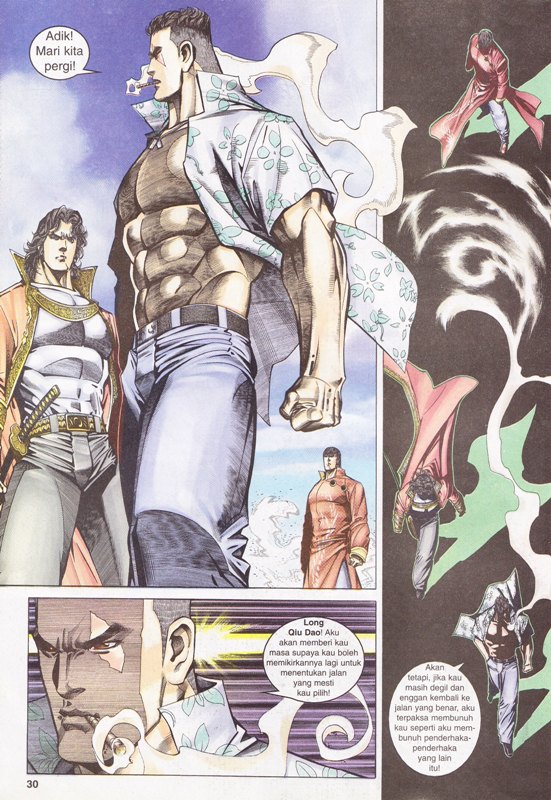 Adik!
Mari kita
pergi!
Long
Qiu Dao! Aku
akan memberi kau
masa supaya kau boleh
memikirkannya lagi untuk
menentukan jalan
yang mesti
kau pilih!
Akan
tetapi, jika kau
masih degil dan
enggan kembali ke
jalan yang benar, aku
terpaksa membunuh
kau seperti aku mem-
bunuh penderhaka-
penderhaka
yang lain
itu!
30